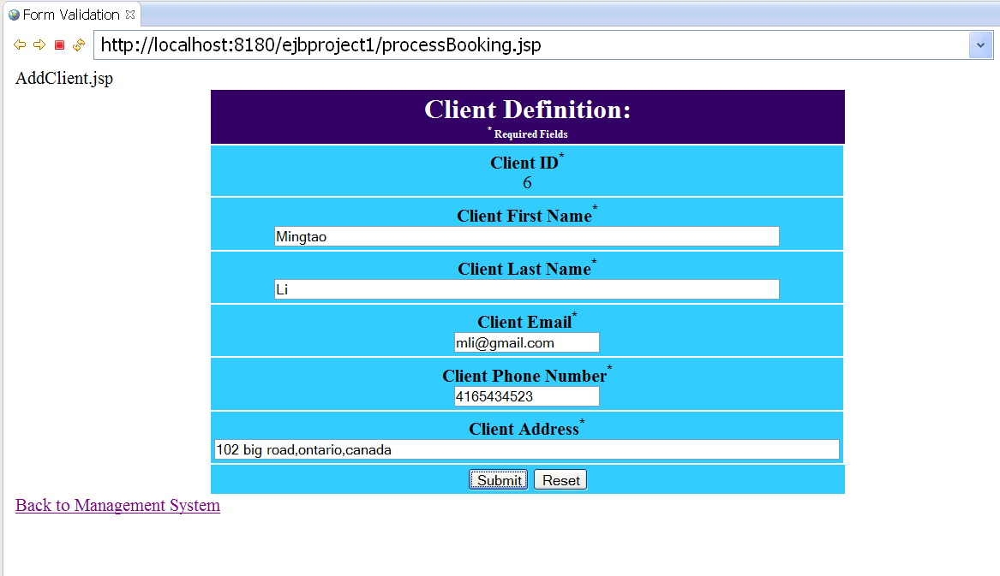 Form Validation
http://localhost:8180/ejbproject1/processBooking.jsp
AddClient.jsp
Client Definition:
* Required Fields
Client ID*
6
Client First Name*
Mingtao
Client Last Name*
Li
Client Email*
mli@gmail.com
Client Phone Number*
4165434523
Client Address*
102 big road,ontario,canada
Submit Reset
Back to Management System